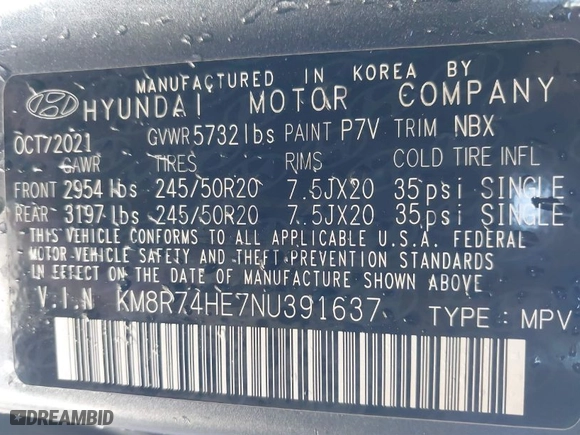 MANUFACTURED IN KOREA BY
HYUNDAI MOTOR COMPANY
OCT/2021 GVWR 5732 lbs PAINT P7V TRIM NBX
GAWR TIRES RIMS COLD TIRE INFL
FRONT 2954 lbs 245/50R20 7.5JX20 35psi SINGLE
REAR 3197 lbs 245/50R20 7.5JX20 35psi SINGLE
THIS VEHICLE CONFORMS TO ALL APPLICABLE U.S.A. FEDERAL
MOTOR VEHICLE SAFETY AND THEFT PREVENTION STANDARDS
IN EFFECT ON THE DATE OF MANUFACTURE SHOWN ABOVE.
V.I.N KM8R74HE7NU391637 TYPE : MPV
DREAMBID